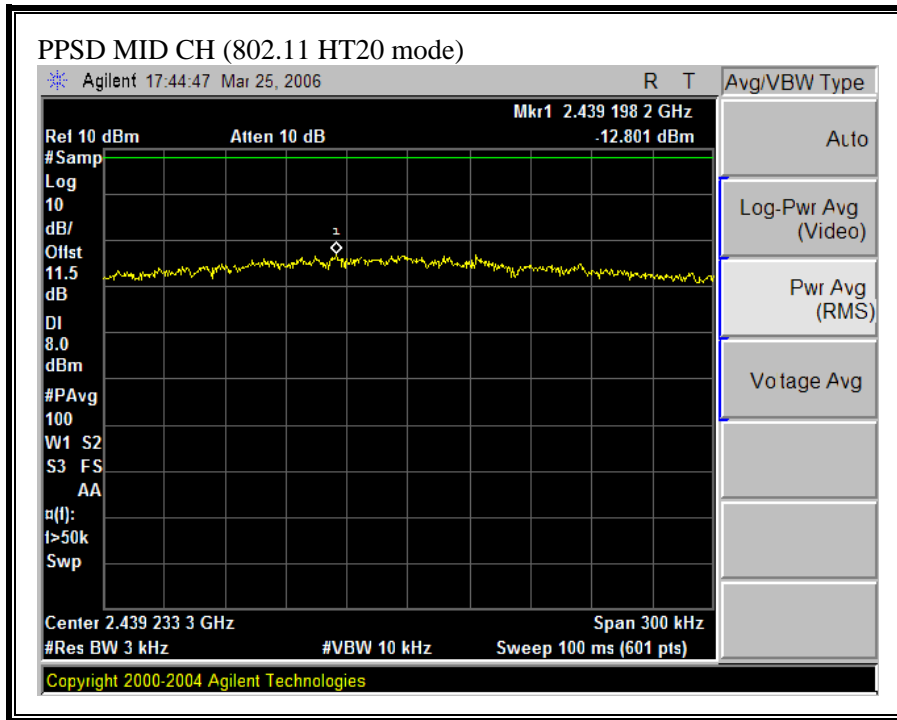 PPSD MID CH (802.11 HT20 mode)
Agilent 17:44:47 Mar 25, 2006 R T
Avg/VBW Type
Mkr1 2.439 198 2 GHz
Ref 10 dBm Atten 10 dB -12.801 dBm
#Samp
Log
10
dB/
Offst
11.5
dB
DI
8.0
dBm
#PAvg
100
W1 S2
S3 FS
AA
¤(f):
f>50k
Swp
1
Center 2.439 233 3 GHz Span 300 kHz
#Res BW 3 kHz #VBW 10 kHz Sweep 100 ms (601 pts)
Copyright 2000-2004 Agilent Technologies
Auto
Log-Pwr Avg
(Video)
Pwr Avg
(RMS)
Vo tage Avg